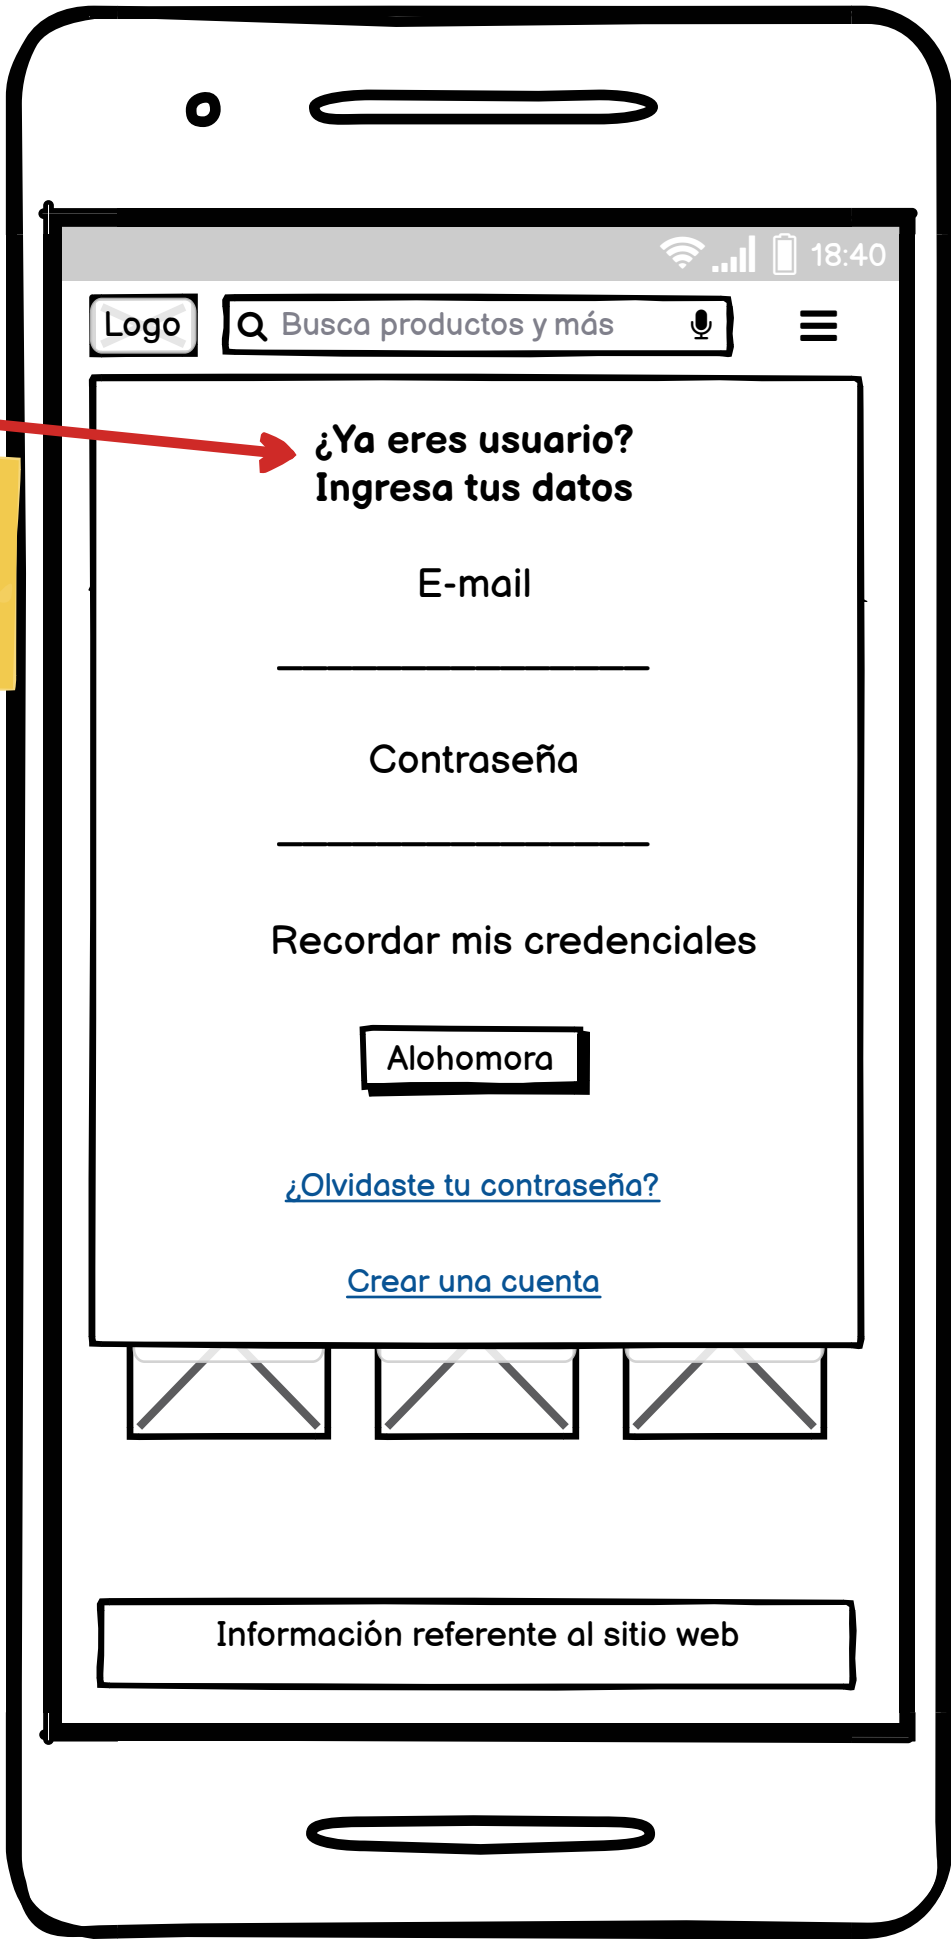 18:40
Logo
Busca productos y más
¿Ya eres usuario?
Ingresa tus datos
E-mail
Contraseña
Recordar mis credenciales
Alohomora
¿Olvidaste tu contraseña?
Crear una cuenta
Información referente al sitio web